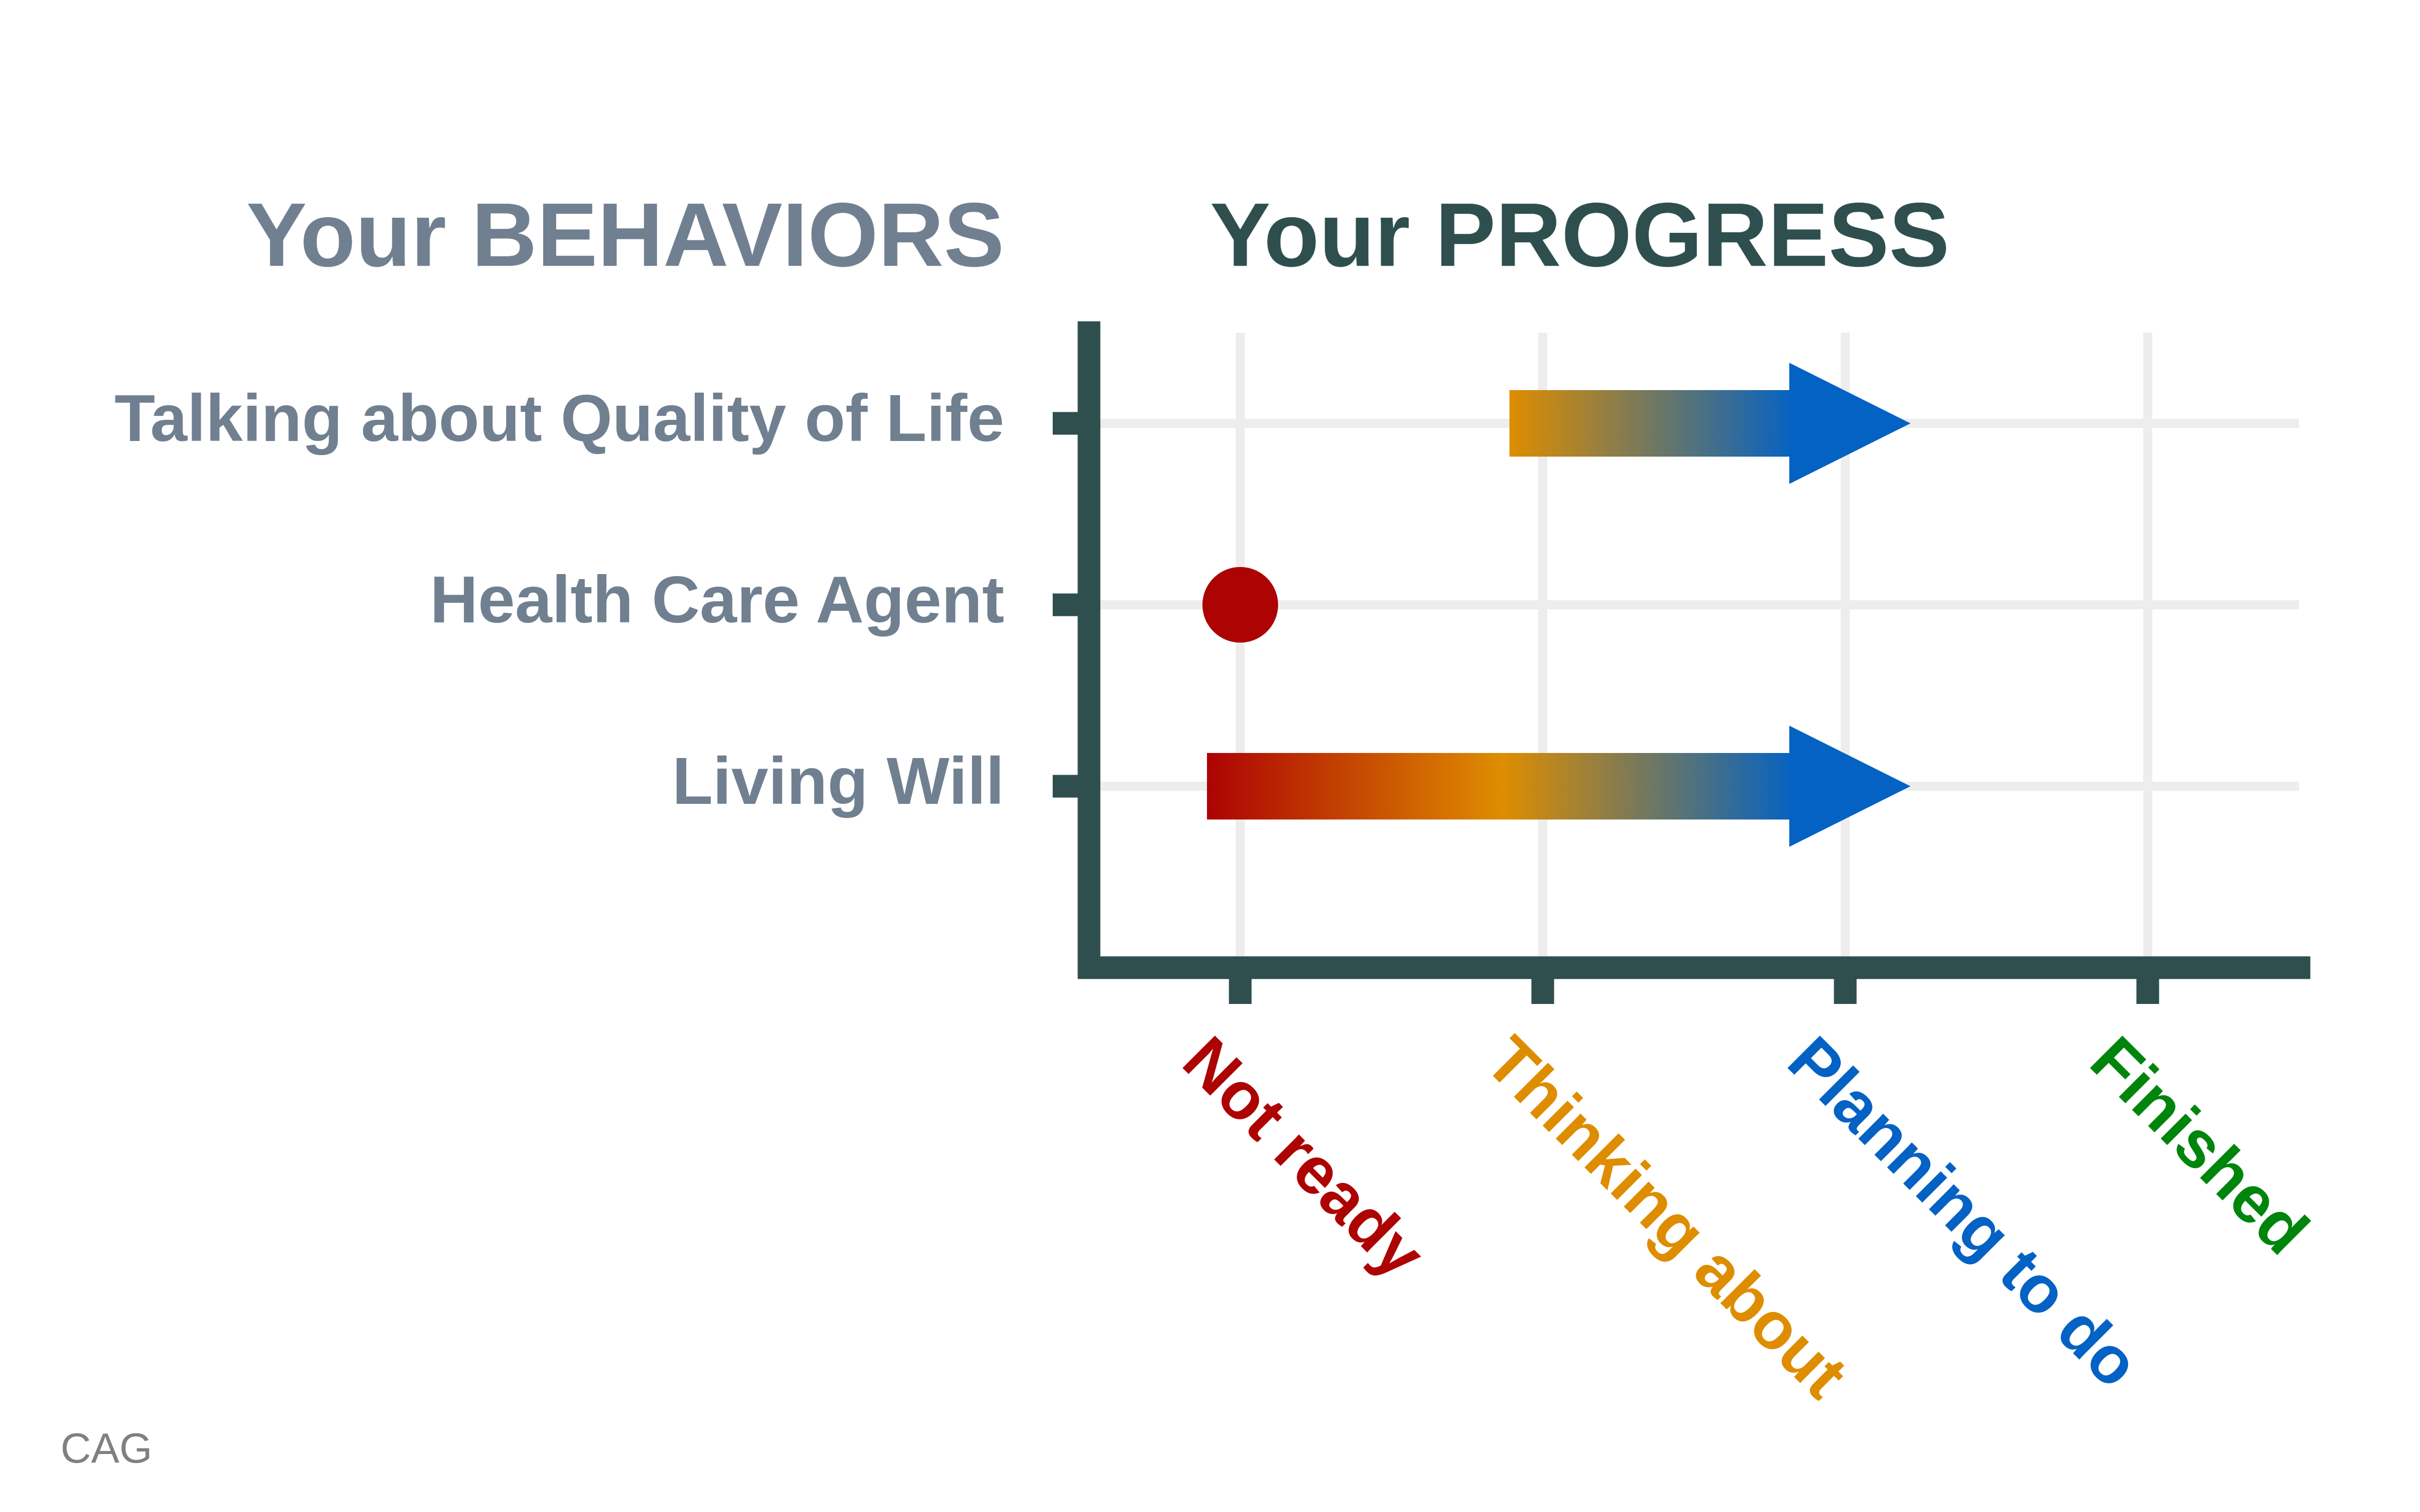 Your BEHAVIORS
Your PROGRESS
Talking about Quality of Life
Health Care Agent
Living Will
Not ready
Thinking about
Planning to do
Finished
CAG